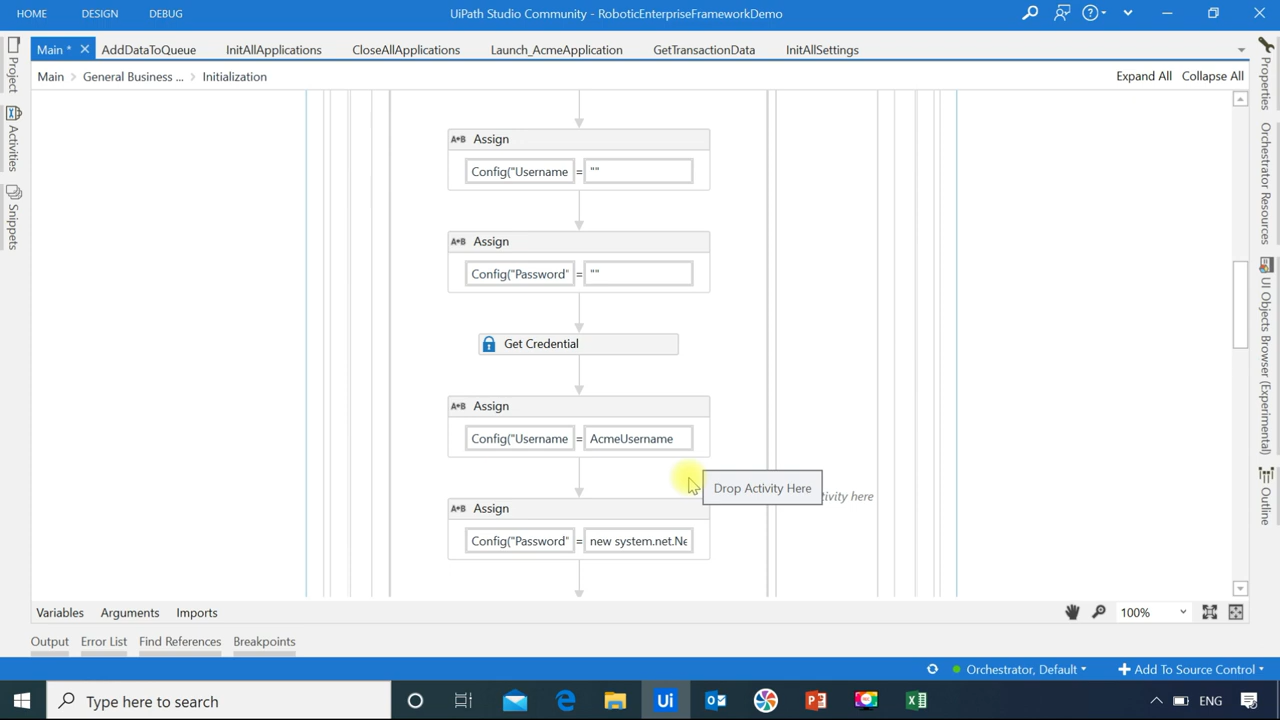 HOME DESIGN DEBUG UiPath Studio Community - RoboticEnterpriseFrameworkDemo
Main * AddDataToQueue InitAllApplications CloseAllApplications Launch_AcmeApplication GetTransactionData InitAllSettings
Main General Business ... Initialization Expand All Collapse All
Project
Activities
Snippets
A+B Assign
Config("Username = ""
A+B Assign
Config("Password" = ""
Get Credential
A+B Assign
Config("Username = AcmeUsername
Drop Activity Here
tivity here
A+B Assign
Config("Password" = new system.net.Ne
Properties
Orchestrator Resources
UI Objects Browser (Experimental)
Outline
Variables Arguments Imports 100%
Output Error List Find References Breakpoints
Orchestrator, Default Add To Source Control
Type here to search Ui ENG